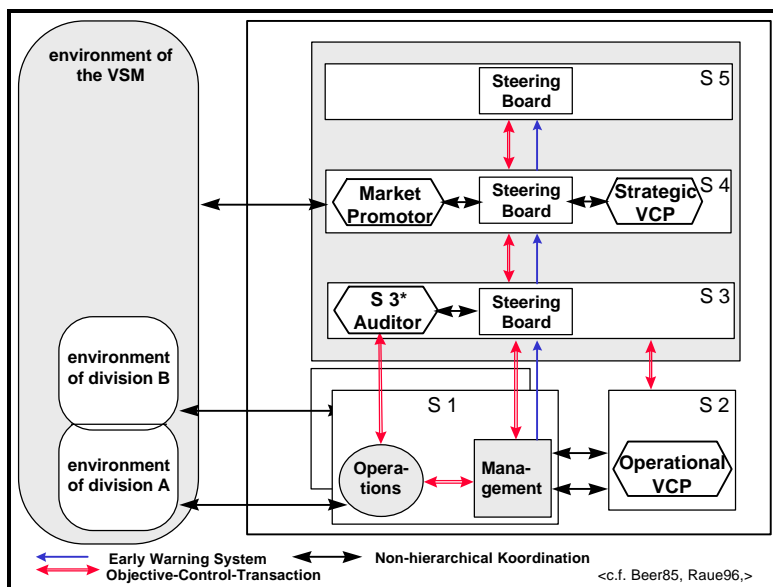 environment of
the VSM
Steering
Board
S 5
Market
Promotor
Steering
Board
Strategic
VCP
S 4
S 3*
Auditor
Steering
Board
S 3
environment
of division B
environment
of division A
S 1
Opera-
tions
Mana-
gement
S 2
Operational
VCP
Early Warning System
Non-hierarchical Koordination
Objective-Control-Transaction
<c.f. Beer85, Raue96,>